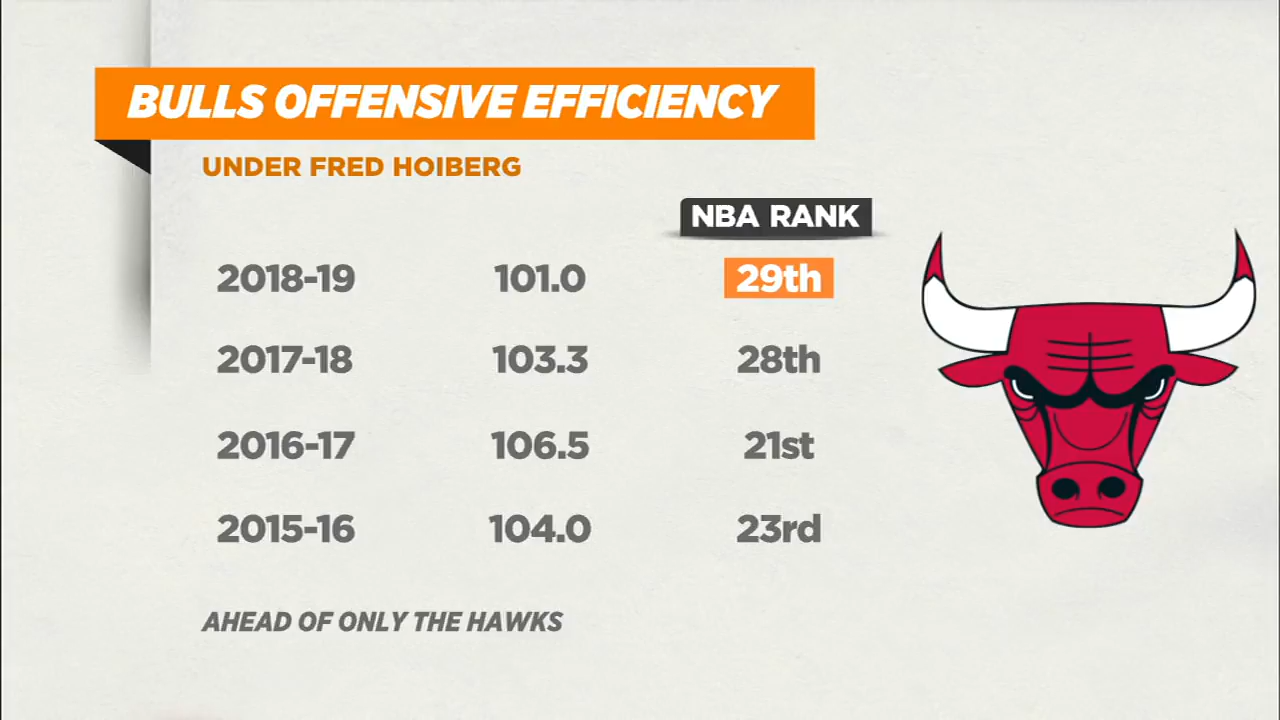 BULLS OFFENSIVE EFFICIENCY
UNDER FRED HOIBERG
NBA RANK
2018-19 101.0 29th
2017-18 103.3 28th
2016-17 106.5 21st
2015-16 104.0 23rd
AHEAD OF ONLY THE HAWKS